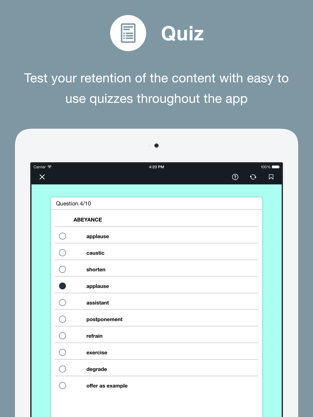 Quiz
Test your retention of the content with easy to
use quizzes throughout the app
Carrier 4:23 PM 100%
Question 4/10
ABEYANCE
applause
caustic
shorten
applause
assistant
postponement
refrain
exercise
degrade
offer as example